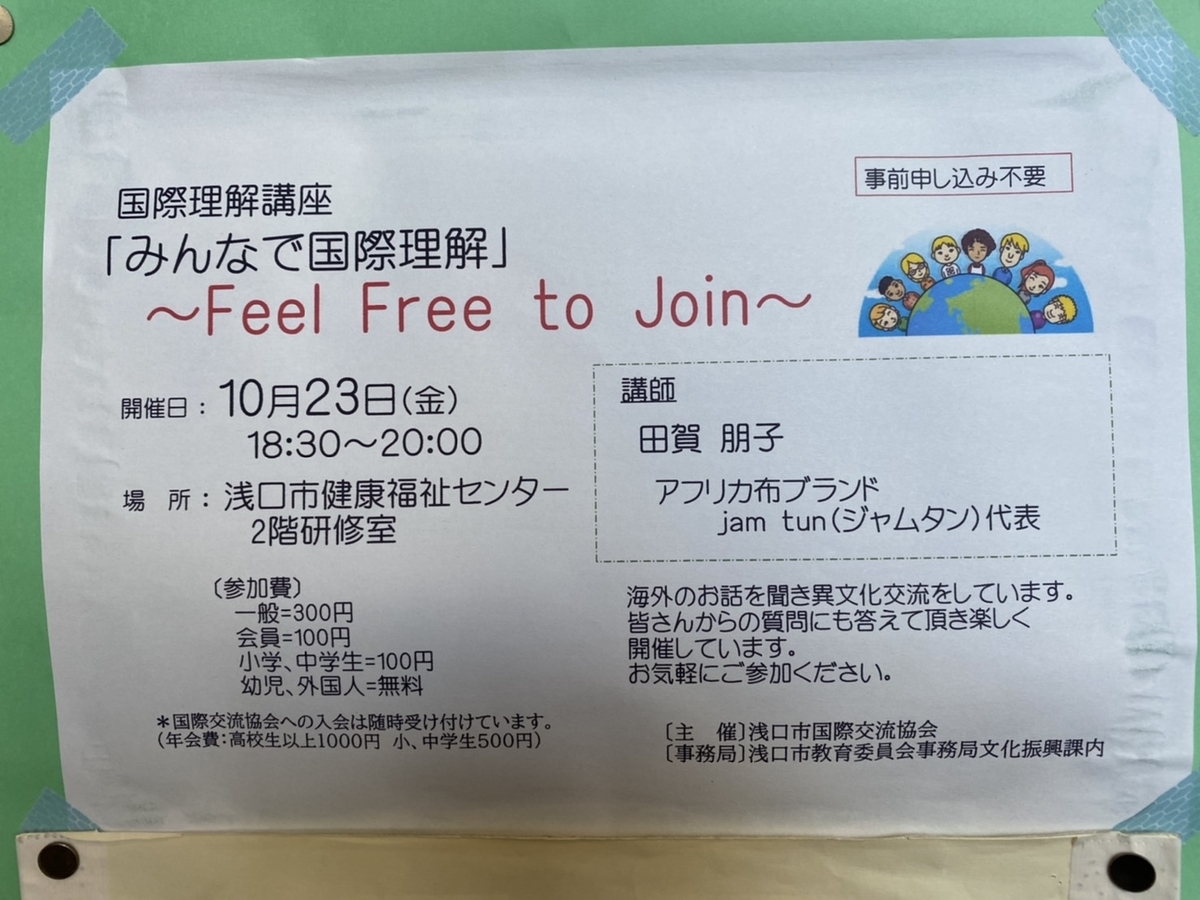 事前申し込み不要
国際理解講座
「みんなで国際理解」
～Feel Free to Join～
開催日：10月23日(金)
18:30～20:00
場　所：浅口市健康福祉センター
2階研修室
〔参加費〕
一般=300円
会員=100円
小学、中学生=100円
幼児、外国人=無料
＊国際交流協会への入会は随時受け付けています。
(年会費:高校生以上1000円 小、中学生500円)
講師
田賀 朋子
アフリカ布ブランド
jam tun(ジャムタン)代表
海外のお話を聞き異文化交流をしています。
皆さんからの質問にも答えて頂き楽しく
開催しています。
お気軽にご参加ください。
〔主　催〕浅口市国際交流協会
〔事務局〕浅口市教育委員会事務局文化振興課内